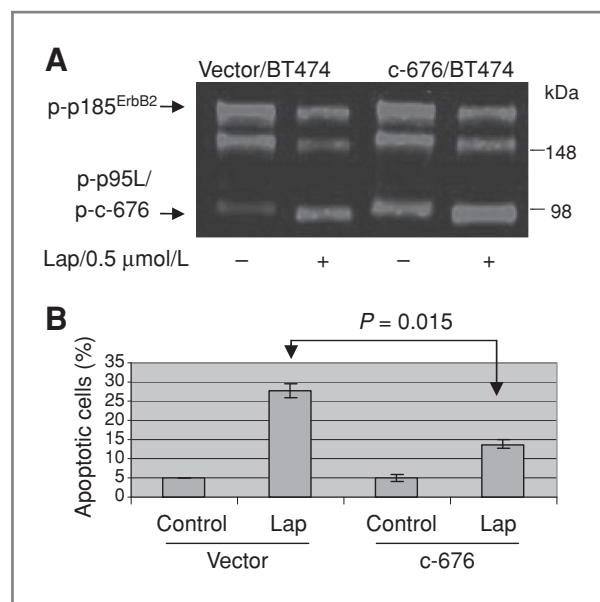 A
Vector/BT474 c-676/BT474
p-p185ErbB2
kDa
148
p-p95L/
p-c-676
98
Lap/0.5 μmol/L – + – +
B
P = 0.015
Apoptotic cells (%)
35
30
25
20
15
10
5
0
Control Lap Control Lap
Vector c-676